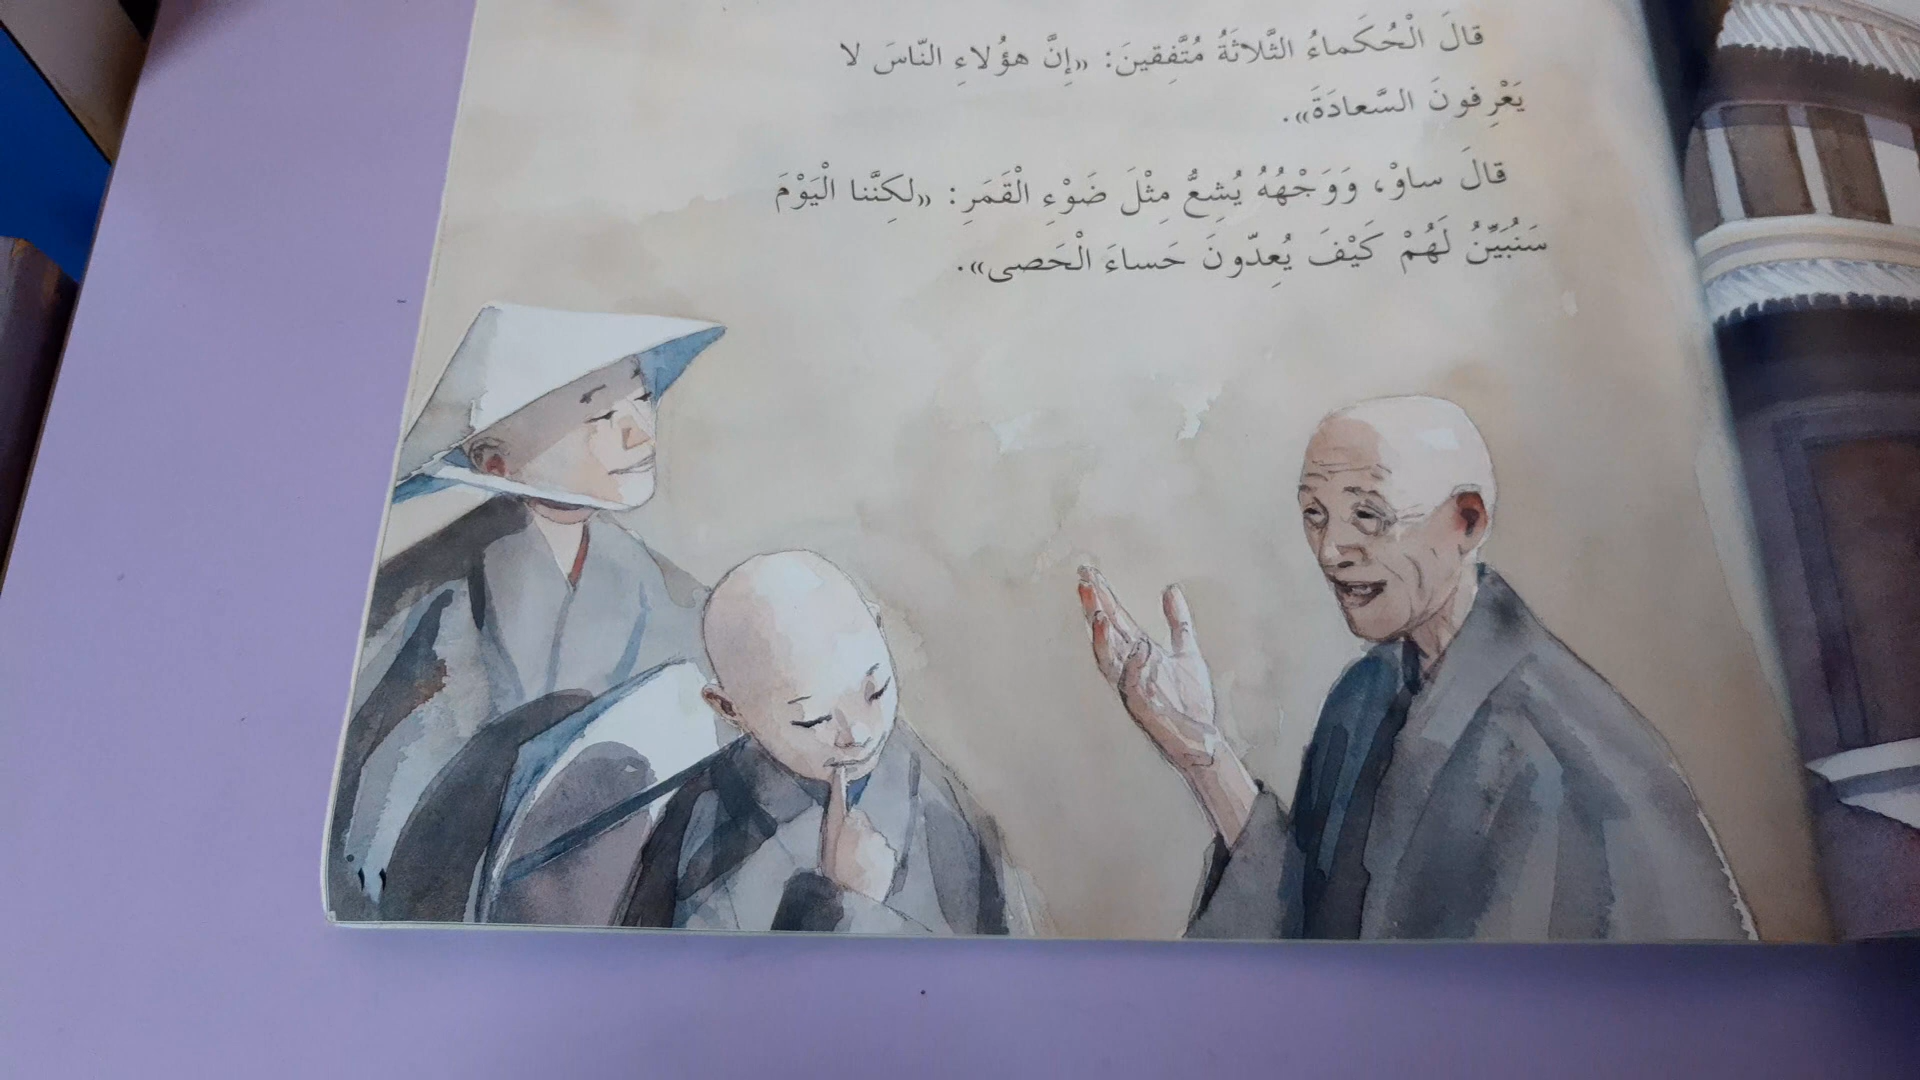 قالَ الْحُكَماءُ الثَّلاثَةُ مُتَّفِقينَ: «إِنَّ هؤُلاءِ النّاسَ لا
يَعْرِفونَ السَّعادَةَ».
قالَ ساوْ، وَوَجْهُهُ يُشِعُّ مِثْلَ ضَوْءِ الْقَمَرِ: «لكِنَّنا الْيَوْمَ
سَنُبَيِّنُ لَهُمْ كَيْفَ يُعِدّونَ حَساءَ الْحَصى».
١١